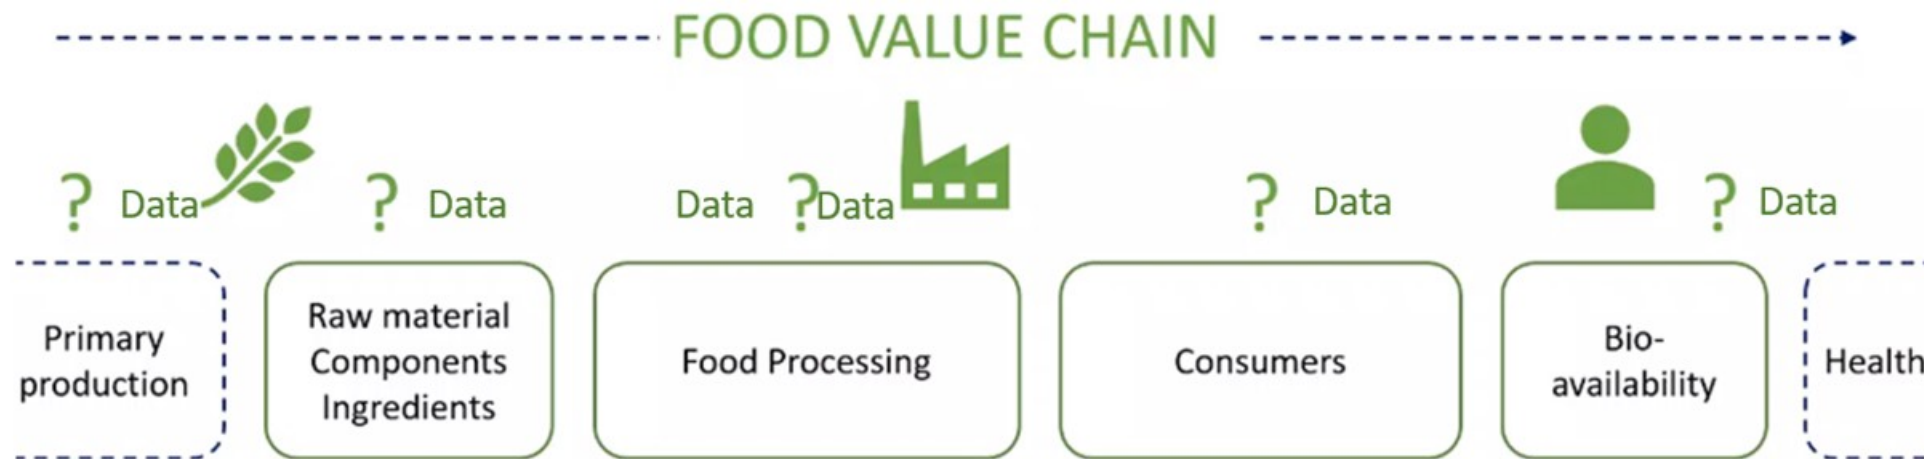 FOOD VALUE CHAIN
? Data ? Data Data ? Data ? Data ? Data
Primary
production
Raw material
Components
Ingredients
Food Processing
Consumers
Bio-
availability
Health